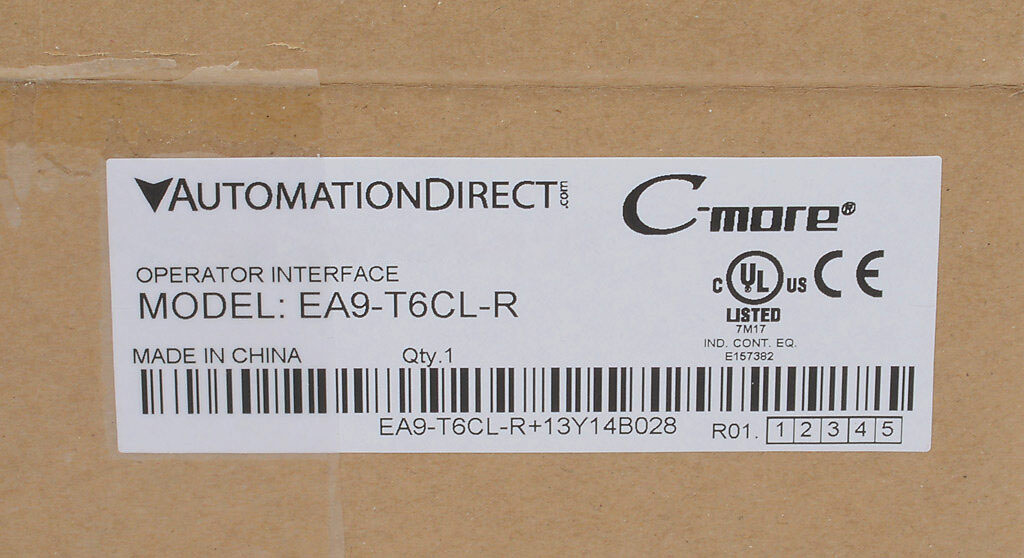 AUTOMATIONDIRECT.com
C-more®
OPERATOR INTERFACE
MODEL: EA9-T6CL-R
C UL US CE
LISTED
7M17
IND. CONT. EQ.
E157382
MADE IN CHINA Qty.1
EA9-T6CL-R+13Y14B028 R01. 1 2 3 4 5